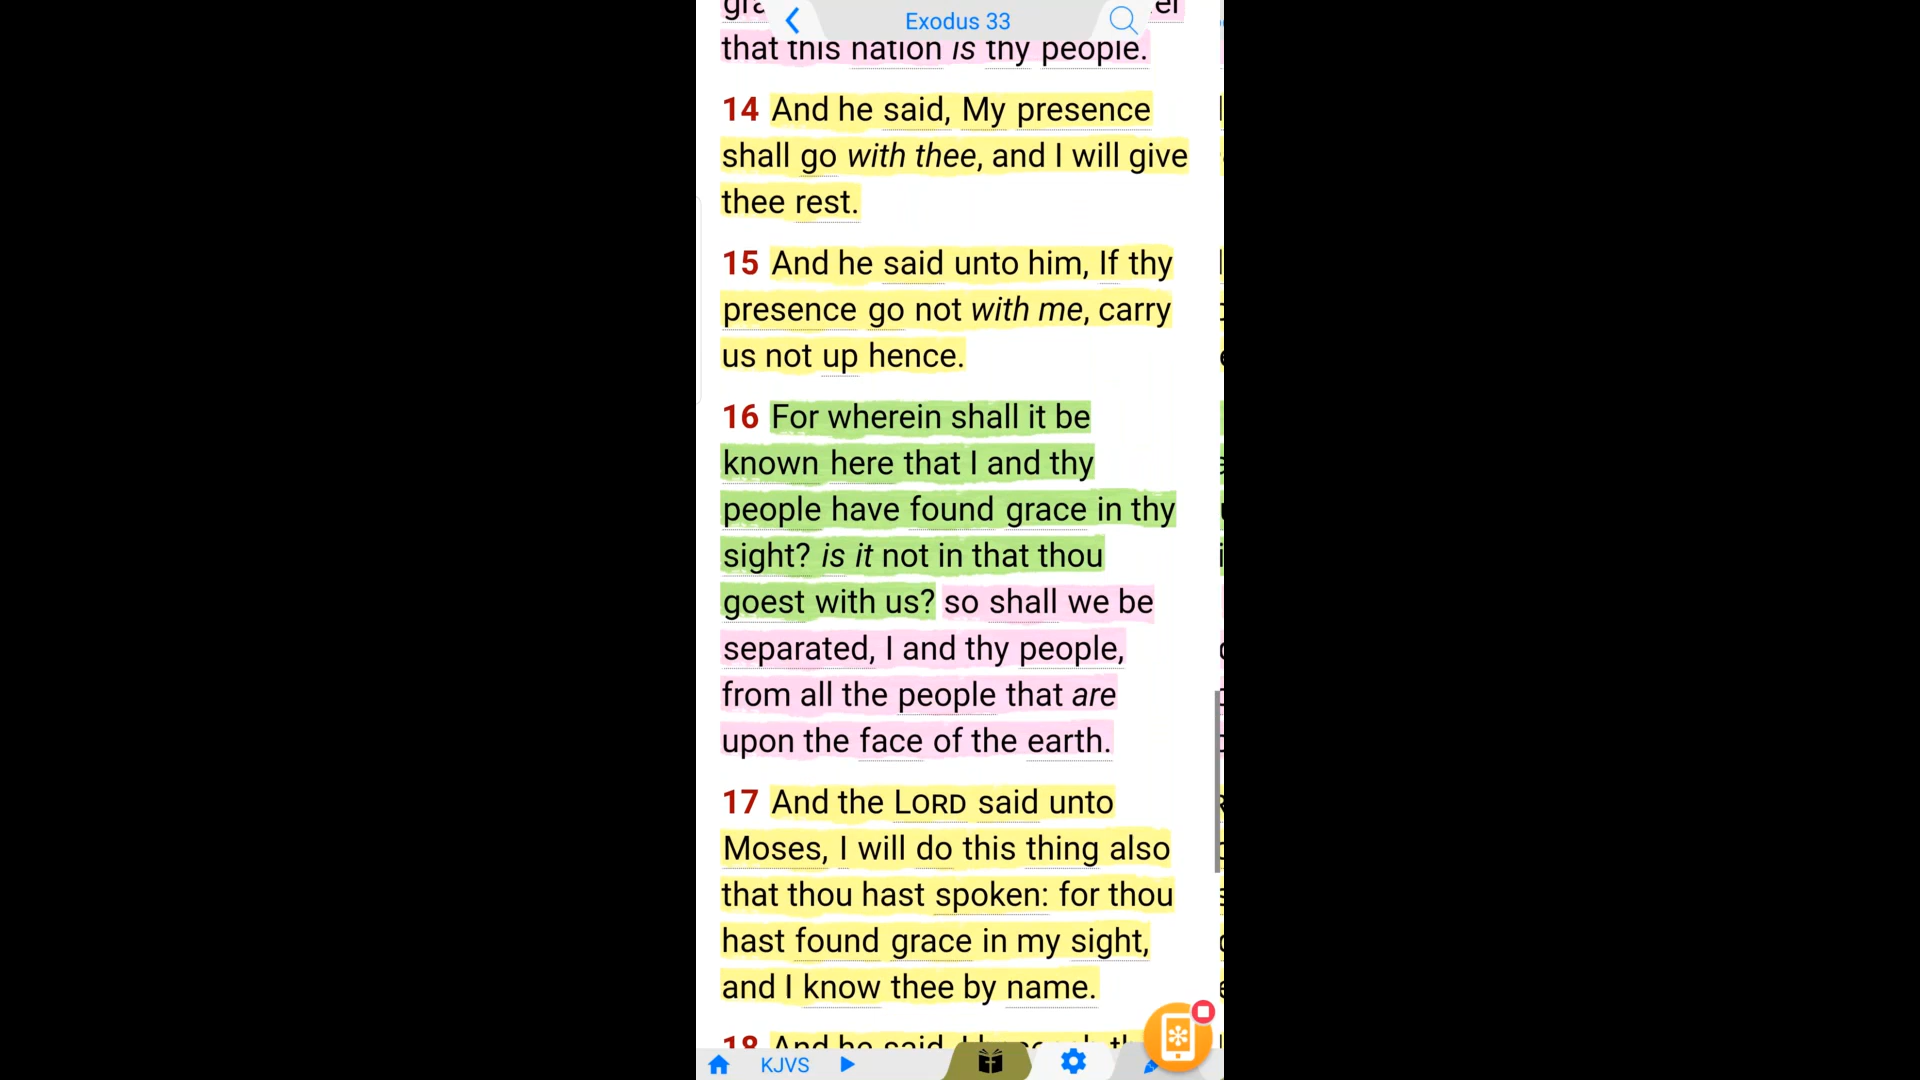 Exodus 33
that this nation is thy people.
14 And he said, My presence
shall go with thee, and I will give
thee rest.
15 And he said unto him, If thy
presence go not with me, carry
us not up hence.
16 For wherein shall it be
known here that I and thy
people have found grace in thy
sight? is it not in that thou
goest with us? so shall we be
separated, I and thy people,
from all the people that are
upon the face of the earth.
17 And the LORD said unto
Moses, I will do this thing also
that thou hast spoken: for thou
hast found grace in my sight,
and I know thee by name.
18 And he said, I
KJVS